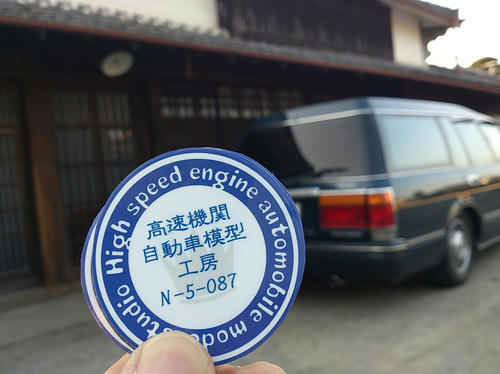 High speed engine automobile model studio
高速機関
自動車模型
工房
N-5-087